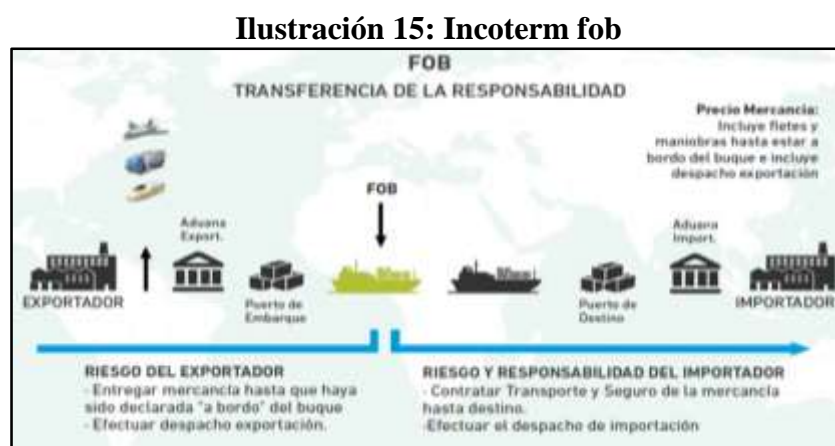 Ilustración 15: Incoterm fob
FOB
TRANSFERENCIA DE LA RESPONSABILIDAD
Precio Mercancía:
Incluye fletes y
maniobras hasta estar a
bordo del buque e incluye
despacho exportación
FOB
Aduana
Export.
Aduana
Import.
EXPORTADOR
Puerto de
Embarque
Puerto de
Destino
IMPORTADOR
RIESGO DEL EXPORTADOR
- Entregar mercancía hasta que haya
sido declarada "a bordo" del buque
- Efectuar despacho exportación.
RIESGO Y RESPONSABILIDAD DEL IMPORTADOR
- Contratar Transporte y Seguro de la mercancía
hasta destino.
-Efectuar el despacho de importación